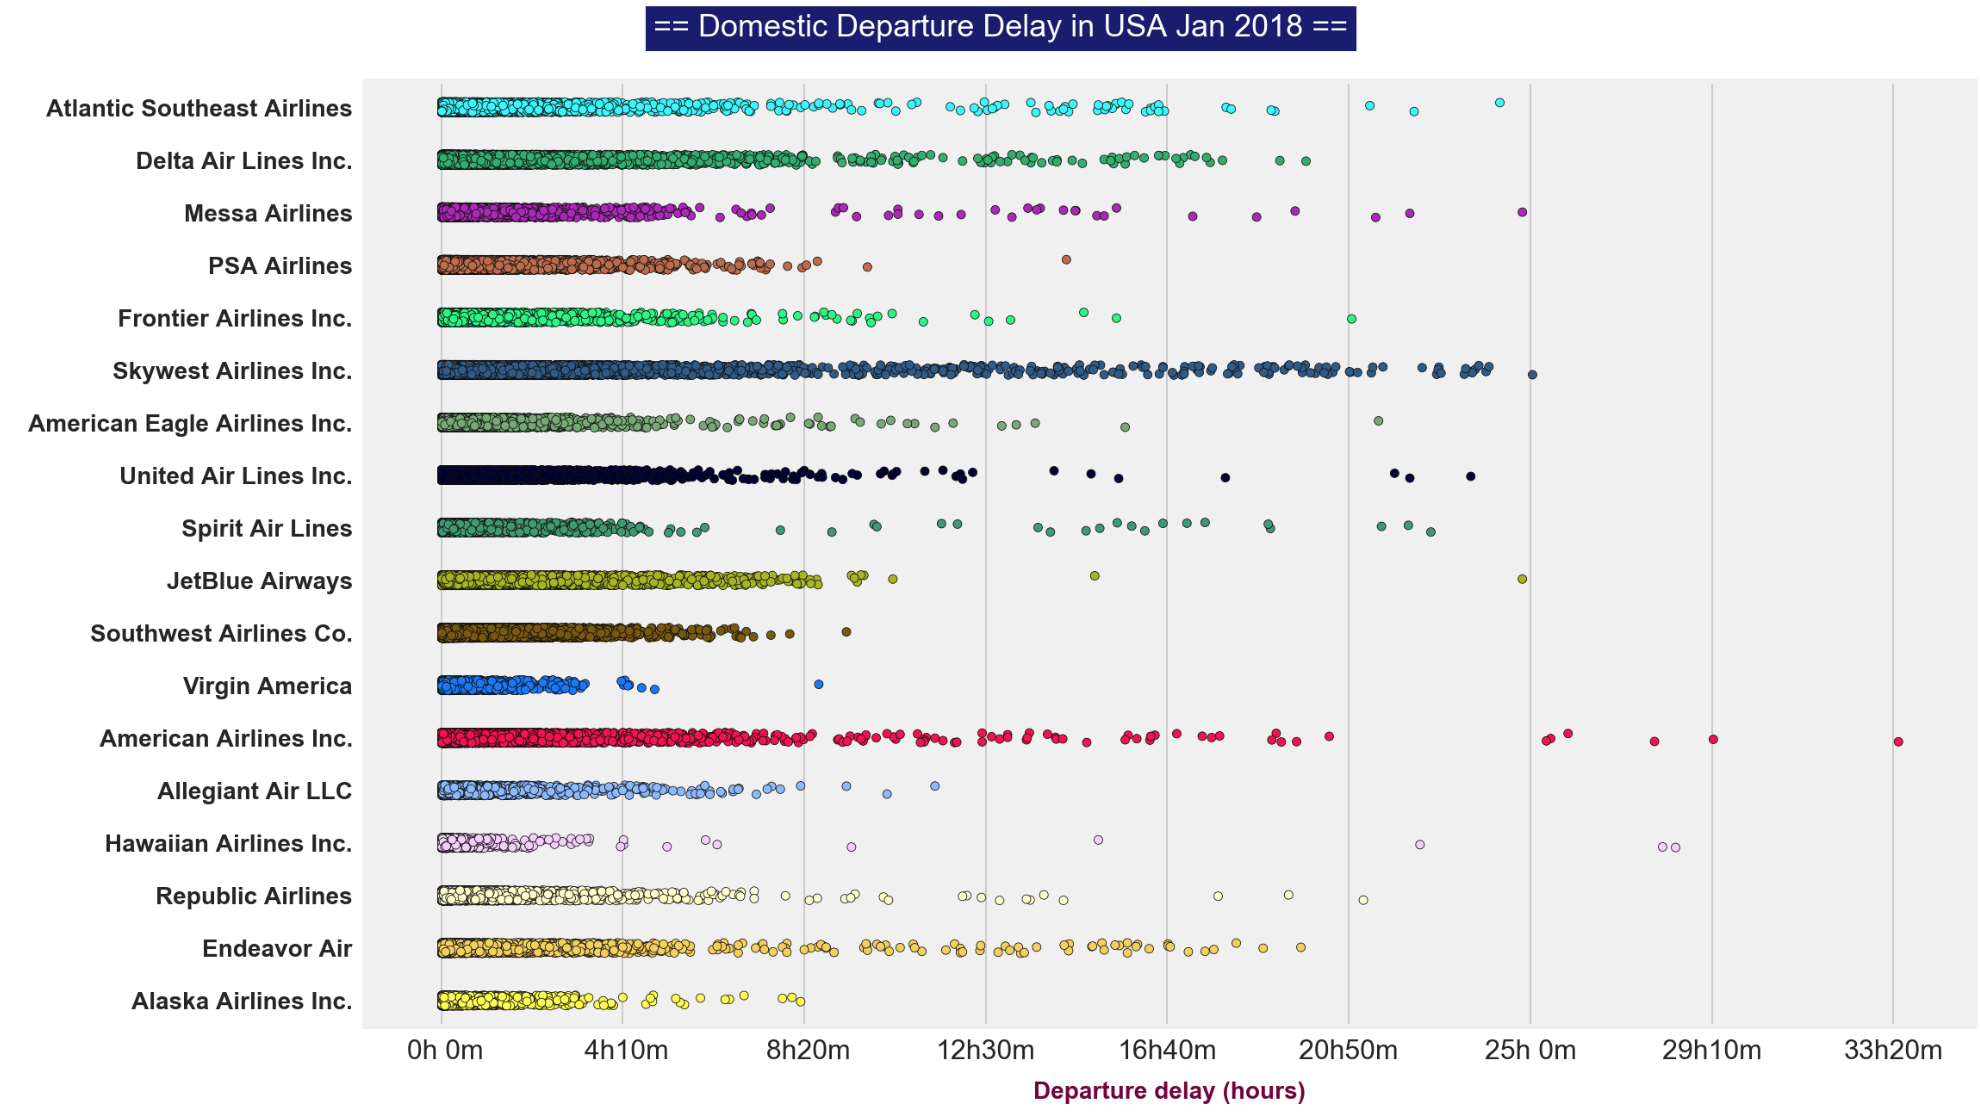 == Domestic Departure Delay in USA Jan 2018 ==
Atlantic Southeast Airlines
Delta Air Lines Inc.
Messa Airlines
PSA Airlines
Frontier Airlines Inc.
Skywest Airlines Inc.
American Eagle Airlines Inc.
United Air Lines Inc.
Spirit Air Lines
JetBlue Airways
Southwest Airlines Co.
Virgin America
American Airlines Inc.
Allegiant Air LLC
Hawaiian Airlines Inc.
Republic Airlines
Endeavor Air
Alaska Airlines Inc.
0h 0m 4h10m 8h20m 12h30m 16h40m 20h50m 25h 0m 29h10m 33h20m
Departure delay (hours)